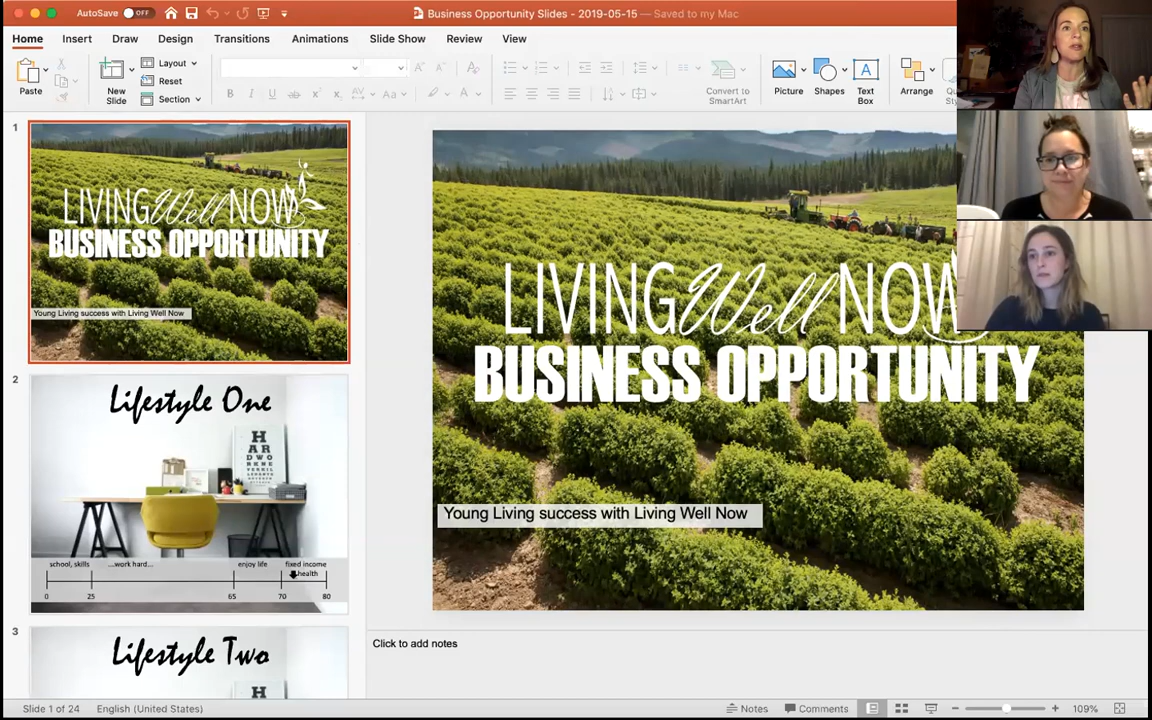 AutoSave OFF
Business Opportunity Slides - 2019-05-15 — Saved to my Mac
Home Insert Draw Design Transitions Animations Slide Show Review View
Paste
New Slide
Layout
Reset
Section
Convert to SmartArt
Picture
Shapes
Text Box
Arrange
1
LIVING Well NOW
BUSINESS OPPORTUNITY
Young Living success with Living Well Now
2
Lifestyle One
H
ARD
WORK
school, skills ...work hard... enjoy life fixed income
health
0 25 65 70 80
3
Lifestyle Two
H
LIVING Well NOW
BUSINESS OPPORTUNITY
Young Living success with Living Well Now
Click to add notes
Slide 1 of 24 English (United States) Notes Comments 109%